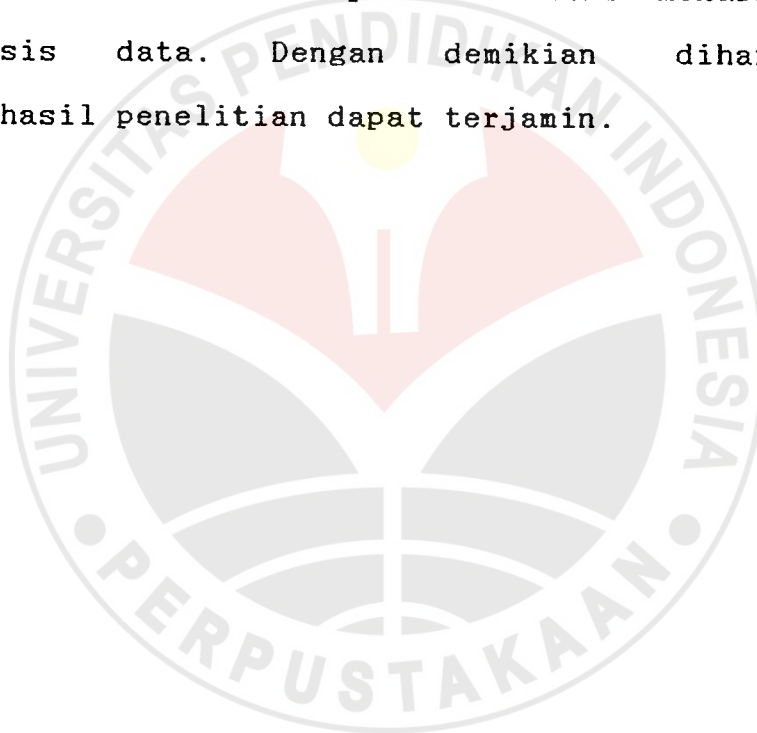 sis data. Dengan demikian
hasil penelitian dapat terjamin.
UNIVERSITAS PENDIDIKAN INDONESIA
PERPUSTAKAAN